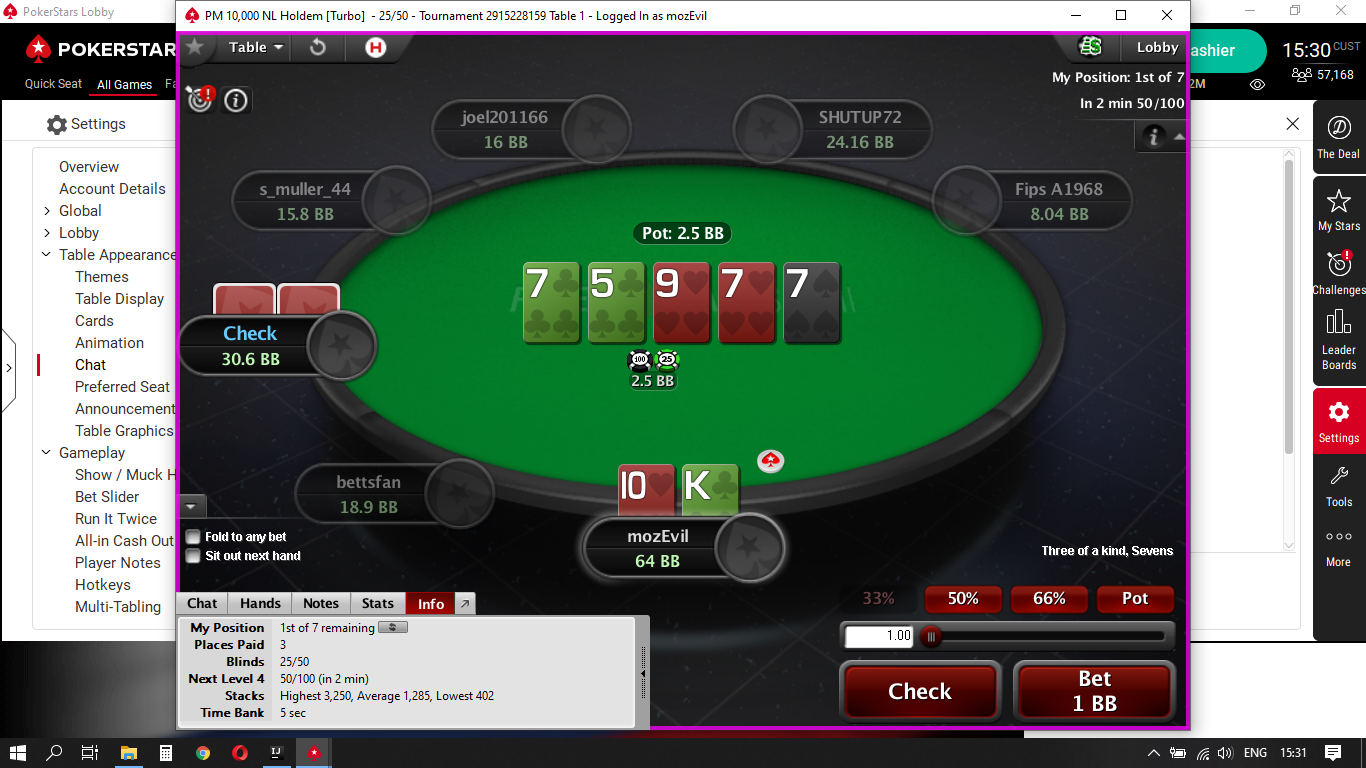 PokerStars Lobby
PM 10,000 NL Holdem [Turbo] - 25/50 - Tournament 2915228159 Table 1 - Logged In as mozEvil
POKERSTAR
Quick Seat
All Games
Fa
ashier
15:30 CUST
57,168
2M
Settings
Overview
Account Details
Global
Lobby
Table Appearance
Themes
Table Display
Cards
Animation
Chat
Preferred Seat
Announcement
Table Graphics
Gameplay
Show / Muck H
Bet Slider
Run It Twice
All-in Cash Out
Player Notes
Hotkeys
Multi-Tabling
Table
H
Lobby
My Position: 1st of 7
In 2 min 50/100
joel201166
16 BB
SHUTUP72
24.16 BB
s_muller_44
15.8 BB
Fips A1968
8.04 BB
Pot: 2.5 BB
7 5 9 7 7
Check
30.6 BB
100 25
2.5 BB
10 K
bettsfan
18.9 BB
mozEvil
64 BB
Fold to any bet
Sit out next hand
Three of a kind, Sevens
33% 50% 66% Pot
1.00
Check
Bet
1 BB
Chat Hands Notes Stats Info
My Position 1st of 7 remaining
Places Paid 3
Blinds 25/50
Next Level 4 50/100 (in 2 min)
Stacks Highest 3,250, Average 1,285, Lowest 402
Time Bank 5 sec
The Deal
My Stars
Challenges
Leader
Boards
Settings
Tools
More
IJ
ENG 15:31